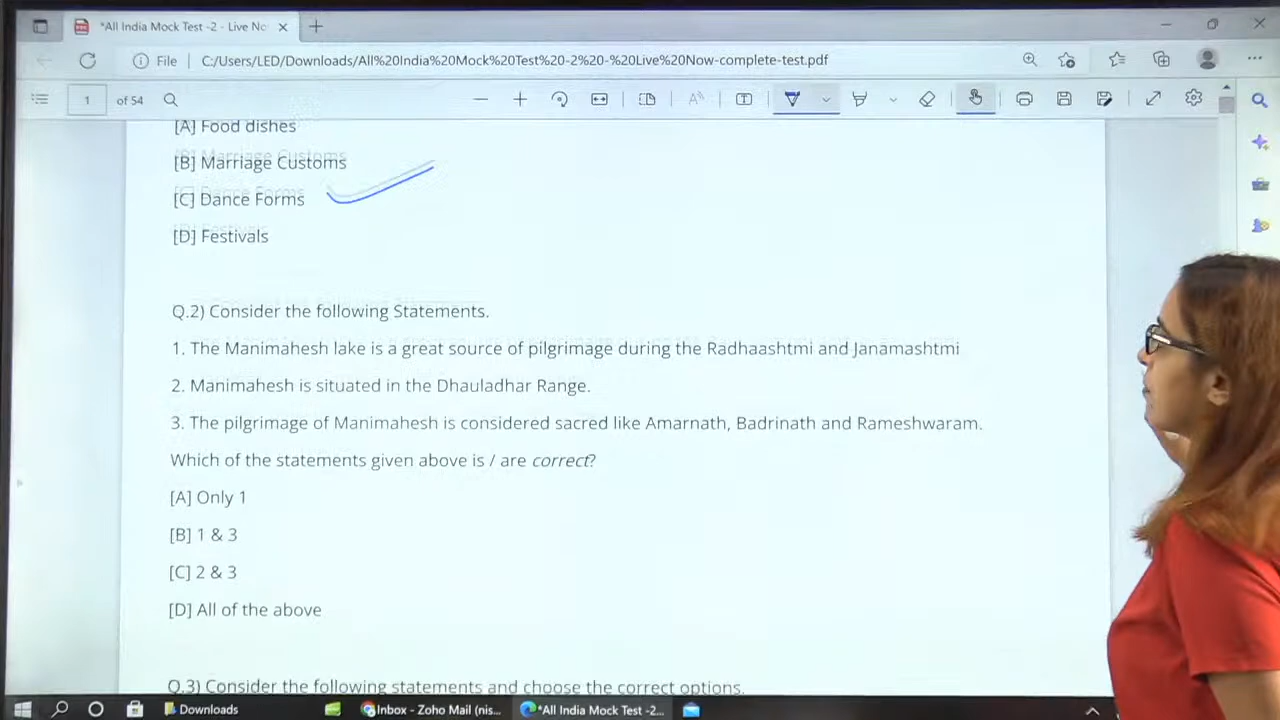 *All India Mock Test -2 - Live No
File
C:/Users/LED/Downloads/All%20India%20Mock%20Test%20-2%20-%20Live%20Now-complete-test.pdf
1 of 54
[A] Food dishes
[B] Marriage Customs
[C] Dance Forms
[D] Festivals
Q.2) Consider the following Statements.
1. The Manimahesh lake is a great source of pilgrimage during the Radhaashtmi and Janamashtmi
2. Manimahesh is situated in the Dhauladhar Range.
3. The pilgrimage of Manimahesh is considered sacred like Amarnath, Badrinath and Rameshwaram.
Which of the statements given above is / are correct?
[A] Only 1
[B] 1 & 3
[C] 2 & 3
[D] All of the above
Q.3) Consider the following statements and choose the correct options.
Downloads
Inbox - Zoho Mail (nis...
*All India Mock Test -2...